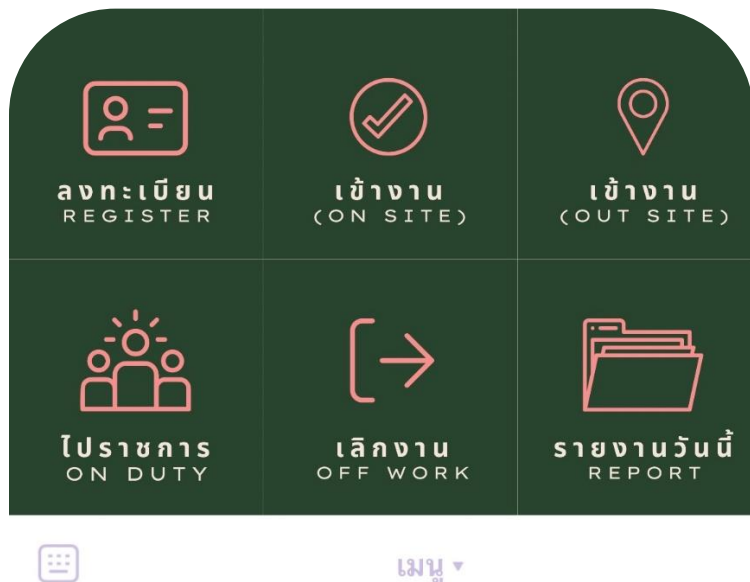 ลงทะเบียน
REGISTER
เข้างาน
(ON SITE)
เข้างาน
(OUT SITE)
ไปราชการ
ON DUTY
เลิกงาน
OFF WORK
รายงานวันนี้
REPORT
เมนู ▾